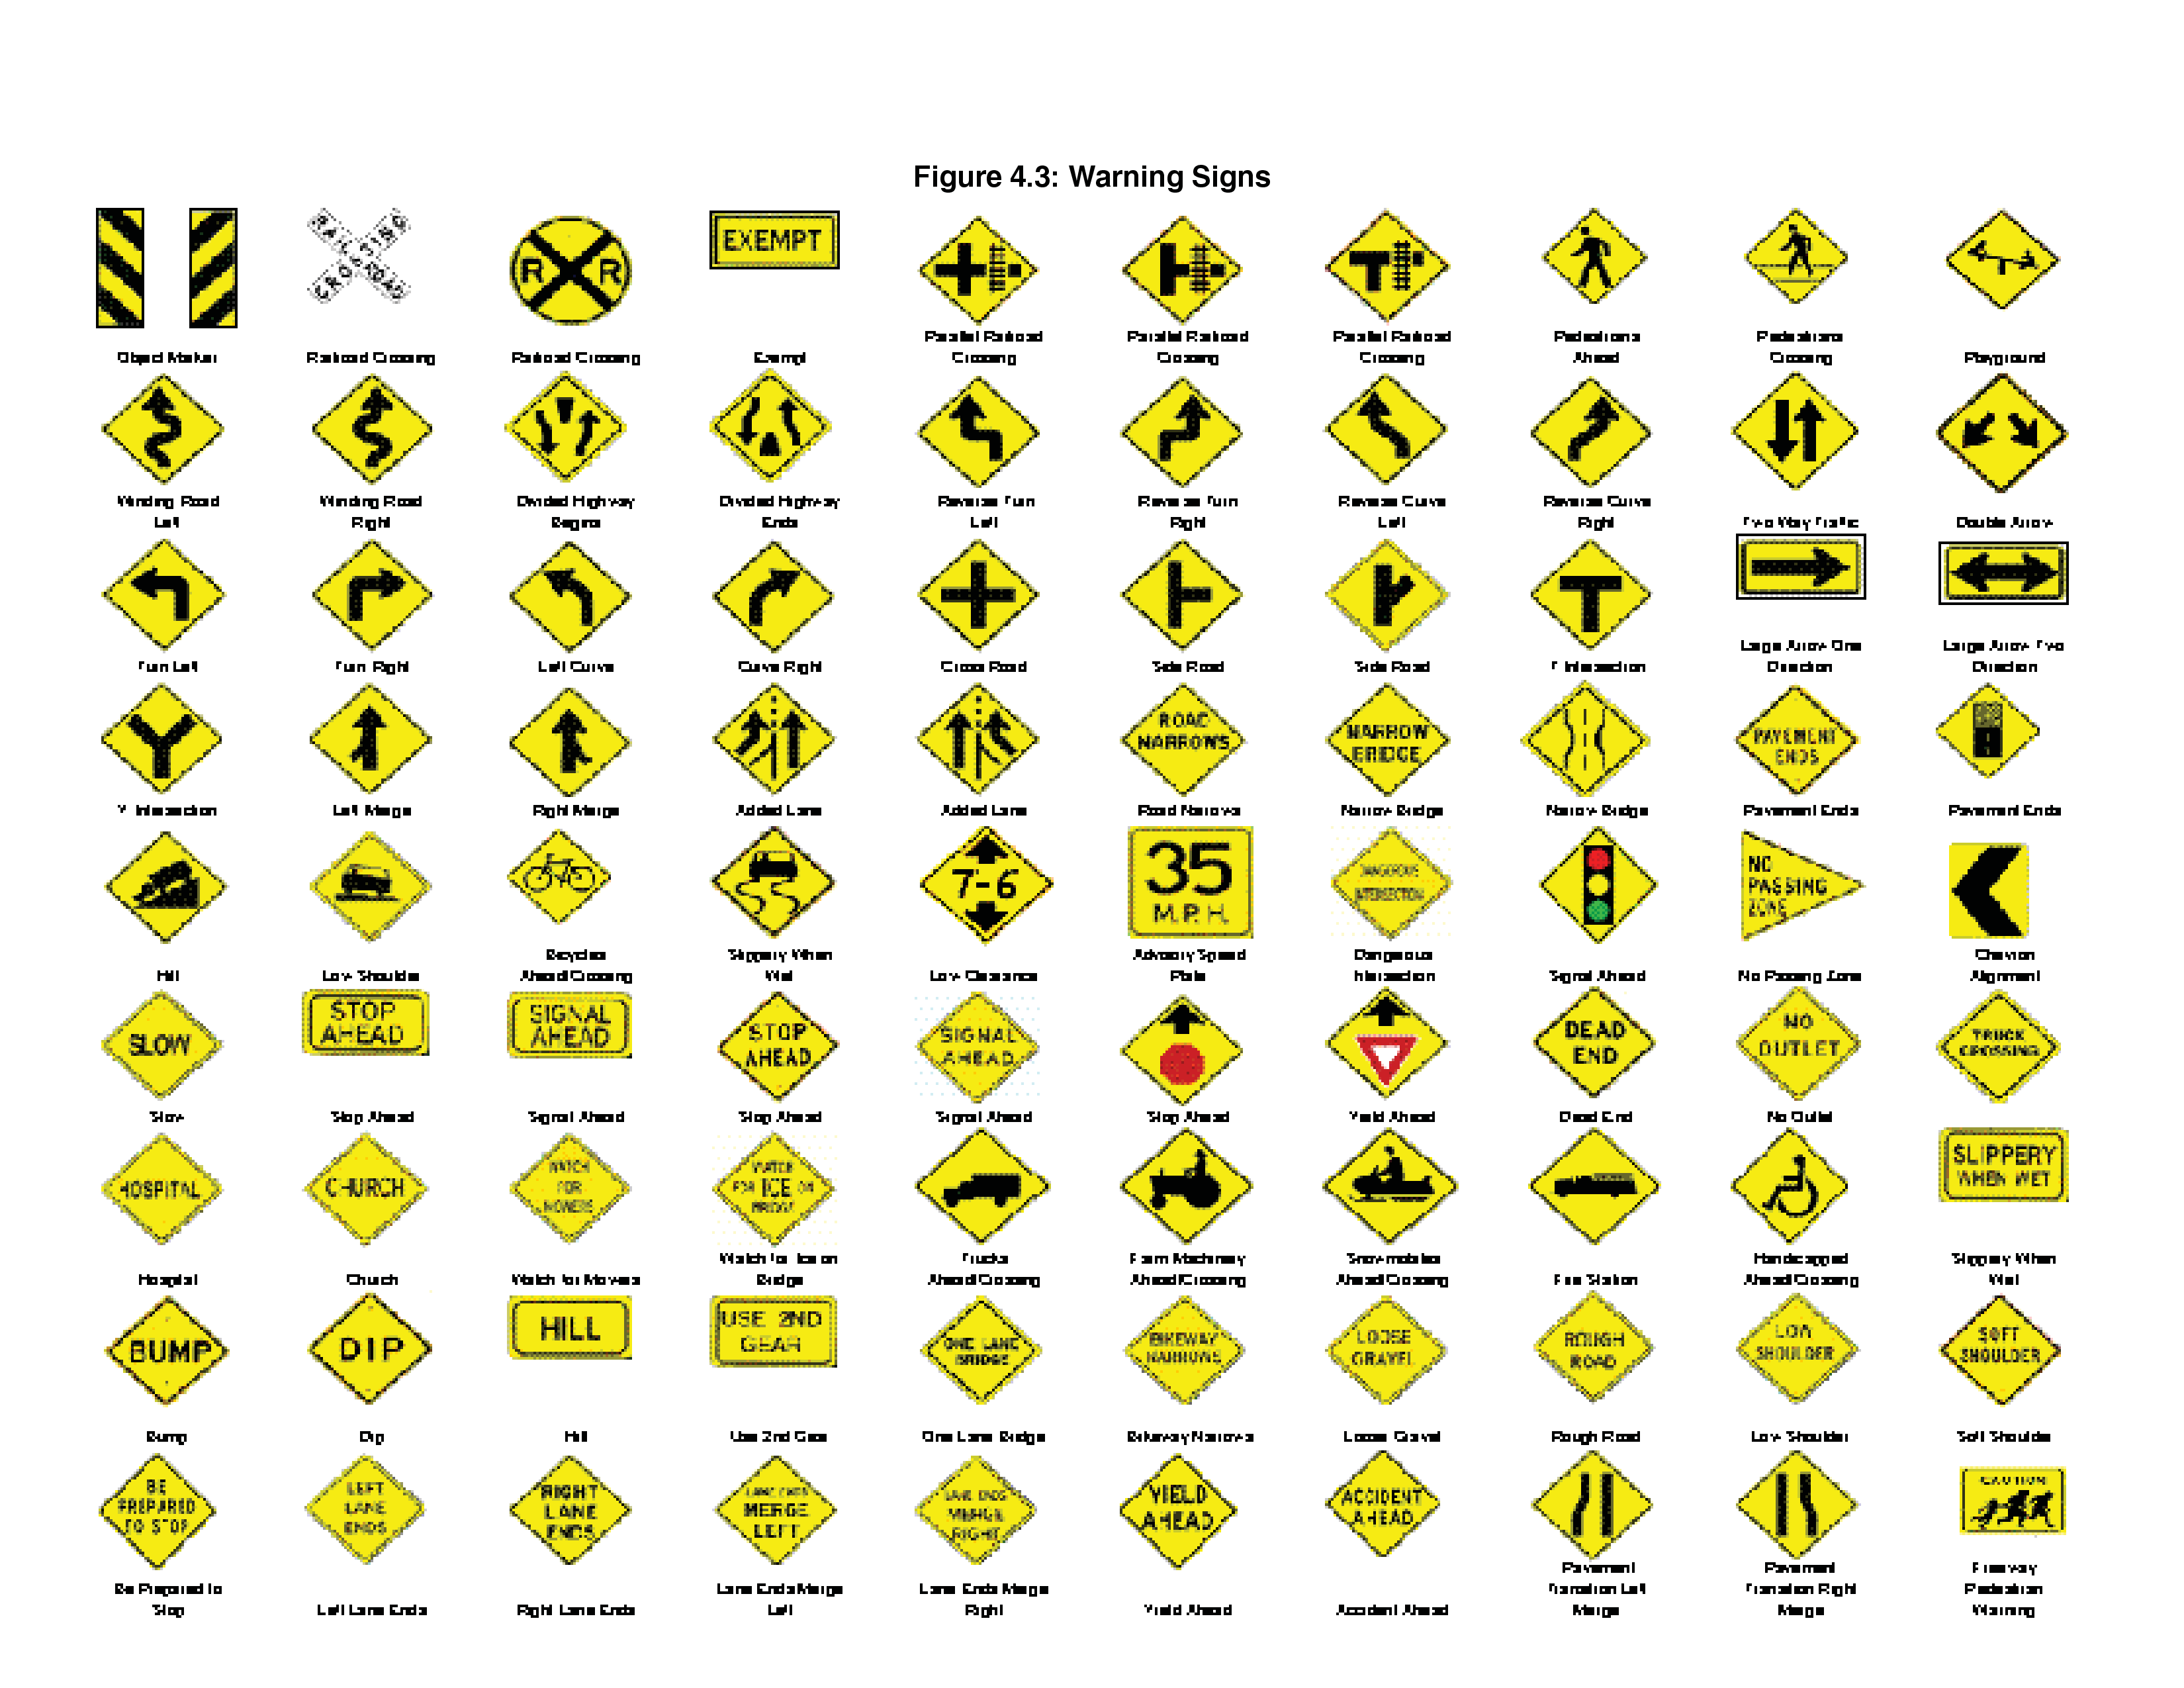 Figure 4.3: Warning Signs
RAILROAD
CROSSING
R R
EXEMPT
Object Marker
Railroad Crossing
Railroad Crossing
Exempt
Parallel Railroad
Crossing
Parallel Railroad
Crossing
Parallel Railroad
Crossing
Pedestrians
Ahead
Pedestrians
Crossing
Playground
Winding Road
Left
Winding Road
Right
Divided Highway
Begins
Divided Highway
Ends
Reverse Turn
Left
Reverse Turn
Right
Reverse Curve
Left
Reverse Curve
Right
Two Way Traffic
Double Arrow
Turn Left
Turn Right
Left Curve
Curve Right
Cross Road
Side Road
Side Road
T Intersection
Large Arrow One
Direction
Large Arrow Two
Direction
ROAD
NARROWS
NARROW
BRIDGE
PAVEMENT
ENDS
Y Intersection
Left Merge
Right Merge
Added Lane
Added Lane
Road Narrows
Narrow Bridge
Narrow Bridge
Pavement Ends
Pavement Ends
7-6
35
M.P.H.
DANGEROUS
INTERSECTION
NO
PASSING
ZONE
Hill
Low Shoulder
Bicycles
Ahead/Crossing
Slippery When
Wet
Low Clearance
Advisory Speed
Plate
Dangerous
Intersection
Signal Ahead
No Passing Zone
Chevron
Alignment
SLOW
STOP
AHEAD
SIGNAL
AHEAD
STOP
AHEAD
SIGNAL
AHEAD
DEAD
END
NO
OUTLET
TRUCK
CROSSING
Slow
Stop Ahead
Signal Ahead
Stop Ahead
Signal Ahead
Stop Ahead
Yield Ahead
Dead End
No Outlet
HOSPITAL
CHURCH
WATCH
FOR
MOWERS
WATCH
FOR ICE ON
BRIDGE
SLIPPERY
WHEN WET
Hospital
Church
Watch for Mowers
Watch for Ice on
Bridge
Trucks
Ahead/Crossing
Farm Machinery
Ahead/Crossing
Snowmobiles
Ahead/Crossing
Fire Station
Handicapped
Ahead/Crossing
Slippery When
Wet
BUMP
DIP
HILL
USE 2ND
GEAR
ONE LANE
BRIDGE
BIKEWAY
NARROWS
LOOSE
GRAVEL
ROUGH
ROAD
LOW
SHOULDER
SOFT
SHOULDER
Bump
Dip
Hill
Use 2nd Gear
One Lane Bridge
Bikeway Narrows
Loose Gravel
Rough Road
Low Shoulder
Soft Shoulder
BE
PREPARED
TO STOP
LEFT
LANE
ENDS
RIGHT
LANE
ENDS
LANE ENDS
MERGE
LEFT
LANE ENDS
MERGE
RIGHT
YIELD
AHEAD
ACCIDENT
AHEAD
CAUTION
Be Prepared to
Stop
Left Lane Ends
Right Lane Ends
Lane Ends Merge
Left
Lane Ends Merge
Right
Yield Ahead
Accident Ahead
Pavement
Transition Left
Merge
Pavement
Transition Right
Merge
Freeway
Pedestrian
Warning